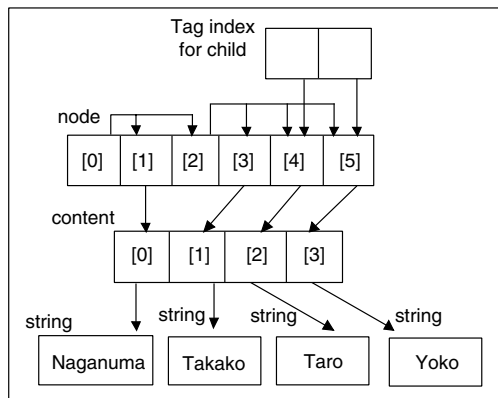 Tag index
for child
node
[0] [1] [2] [3] [4] [5]
content
[0] [1] [2] [3]
string string string string
Naganuma Takako Taro Yoko